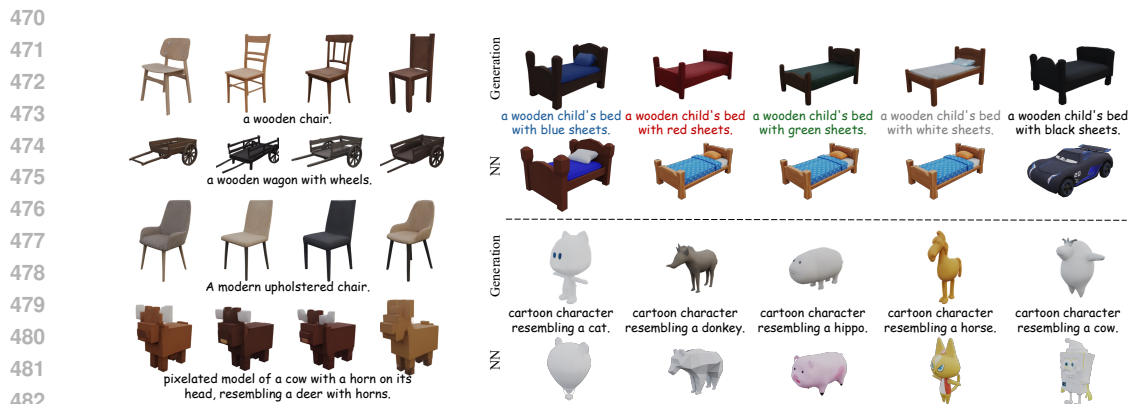 470
471
472
473
474
475
476
477
478
479
480
481
482
a wooden chair.
a wooden wagon with wheels.
A modern upholstered chair.
pixelated model of a cow with a horn on its
head, resembling a deer with horns.
Generation
a wooden child's bed
with blue sheets.
a wooden child's bed
with red sheets.
a wooden child's bed
with green sheets.
a wooden child's bed
with white sheets.
a wooden child's bed
with black sheets.
NN
Generation
cartoon character
resembling a cat.
cartoon character
resembling a donkey.
cartoon character
resembling a hippo.
cartoon character
resembling a horse.
cartoon character
resembling a cow.
NN